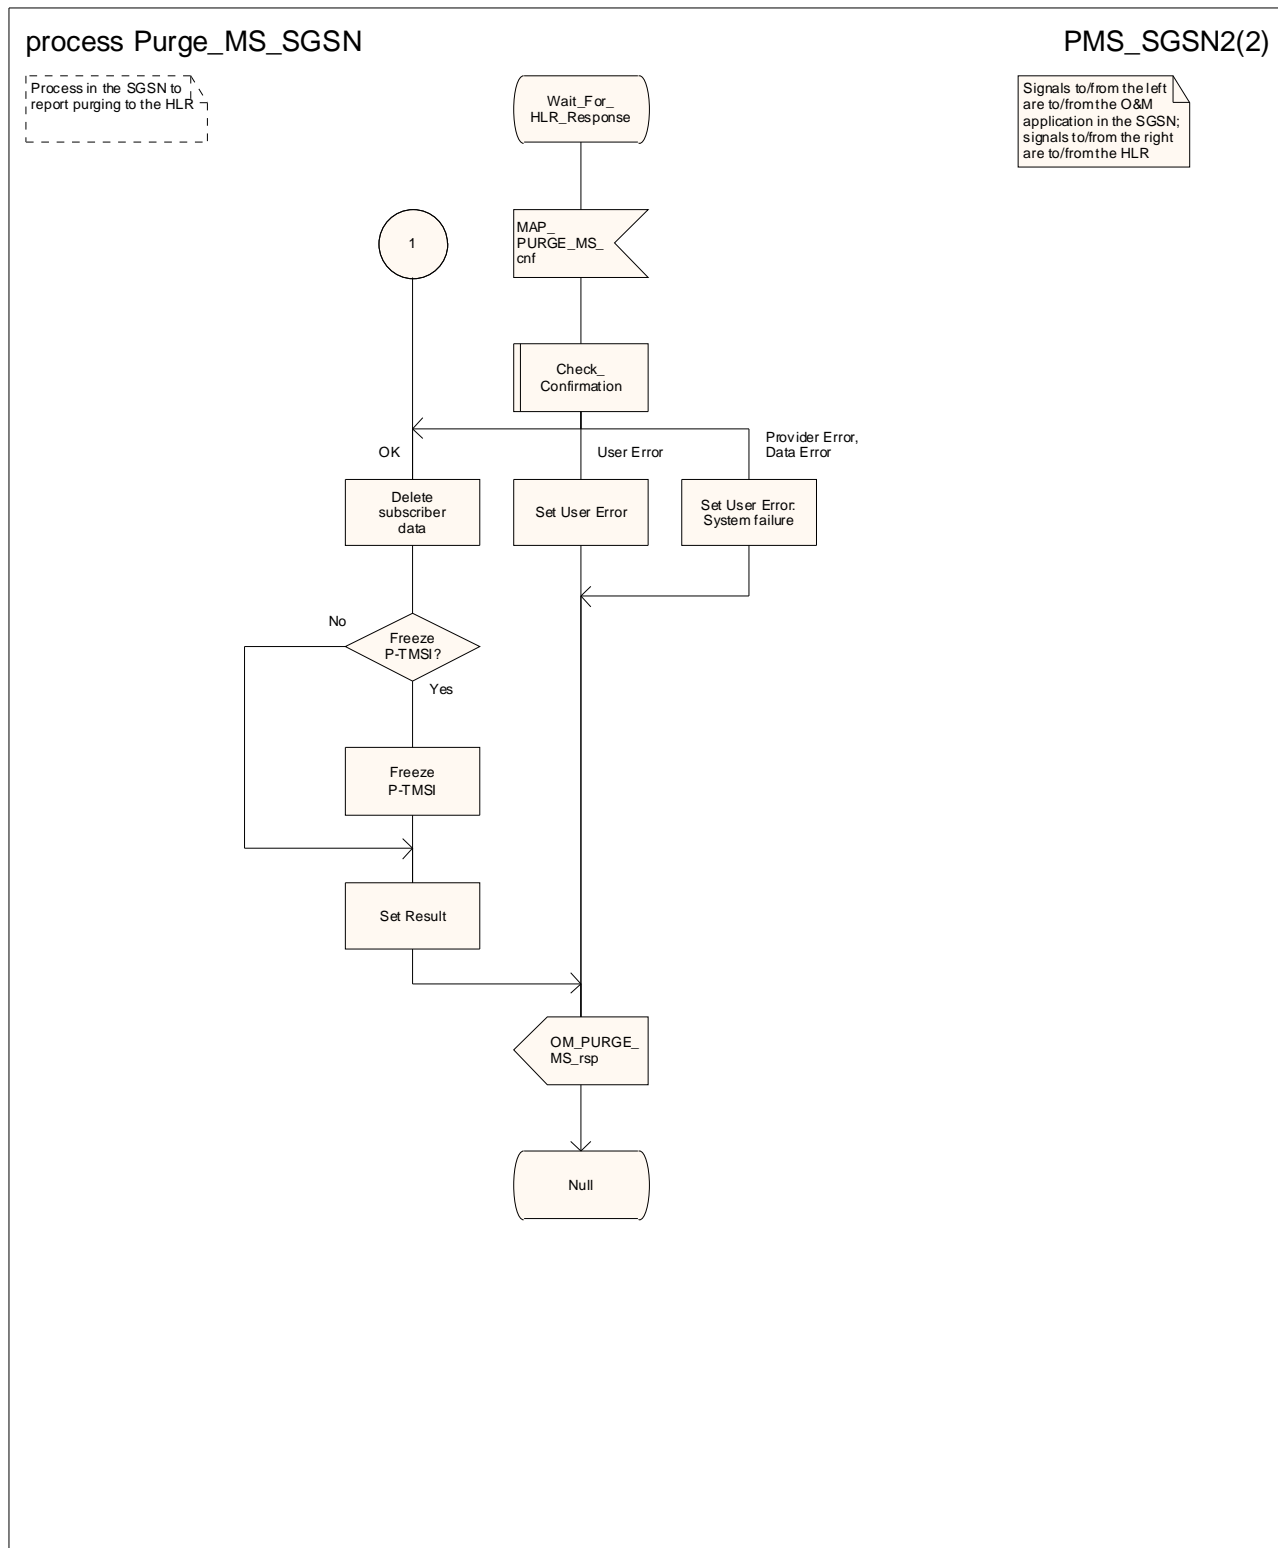 process Purge_MS_SGSN
PMS_SGSN2(2)
Process in the SGSN to
report purging to the HLR
Wait_For_
HLR_Response
Signals to/from the left
are to/from the O&M
application in the SGSN;
signals to/from the right
are to/from the HLR
1
MAP_
PURGE_MS_
cnf
Check_
Confirmation
OK
User Error
Provider Error,
Data Error
Delete
subscriber
data
Set User Error
Set User Error:
System failure
No
Freeze
P-TMSI?
Yes
Freeze
P-TMSI
Set Result
OM_PURGE_
MS_rsp
Null